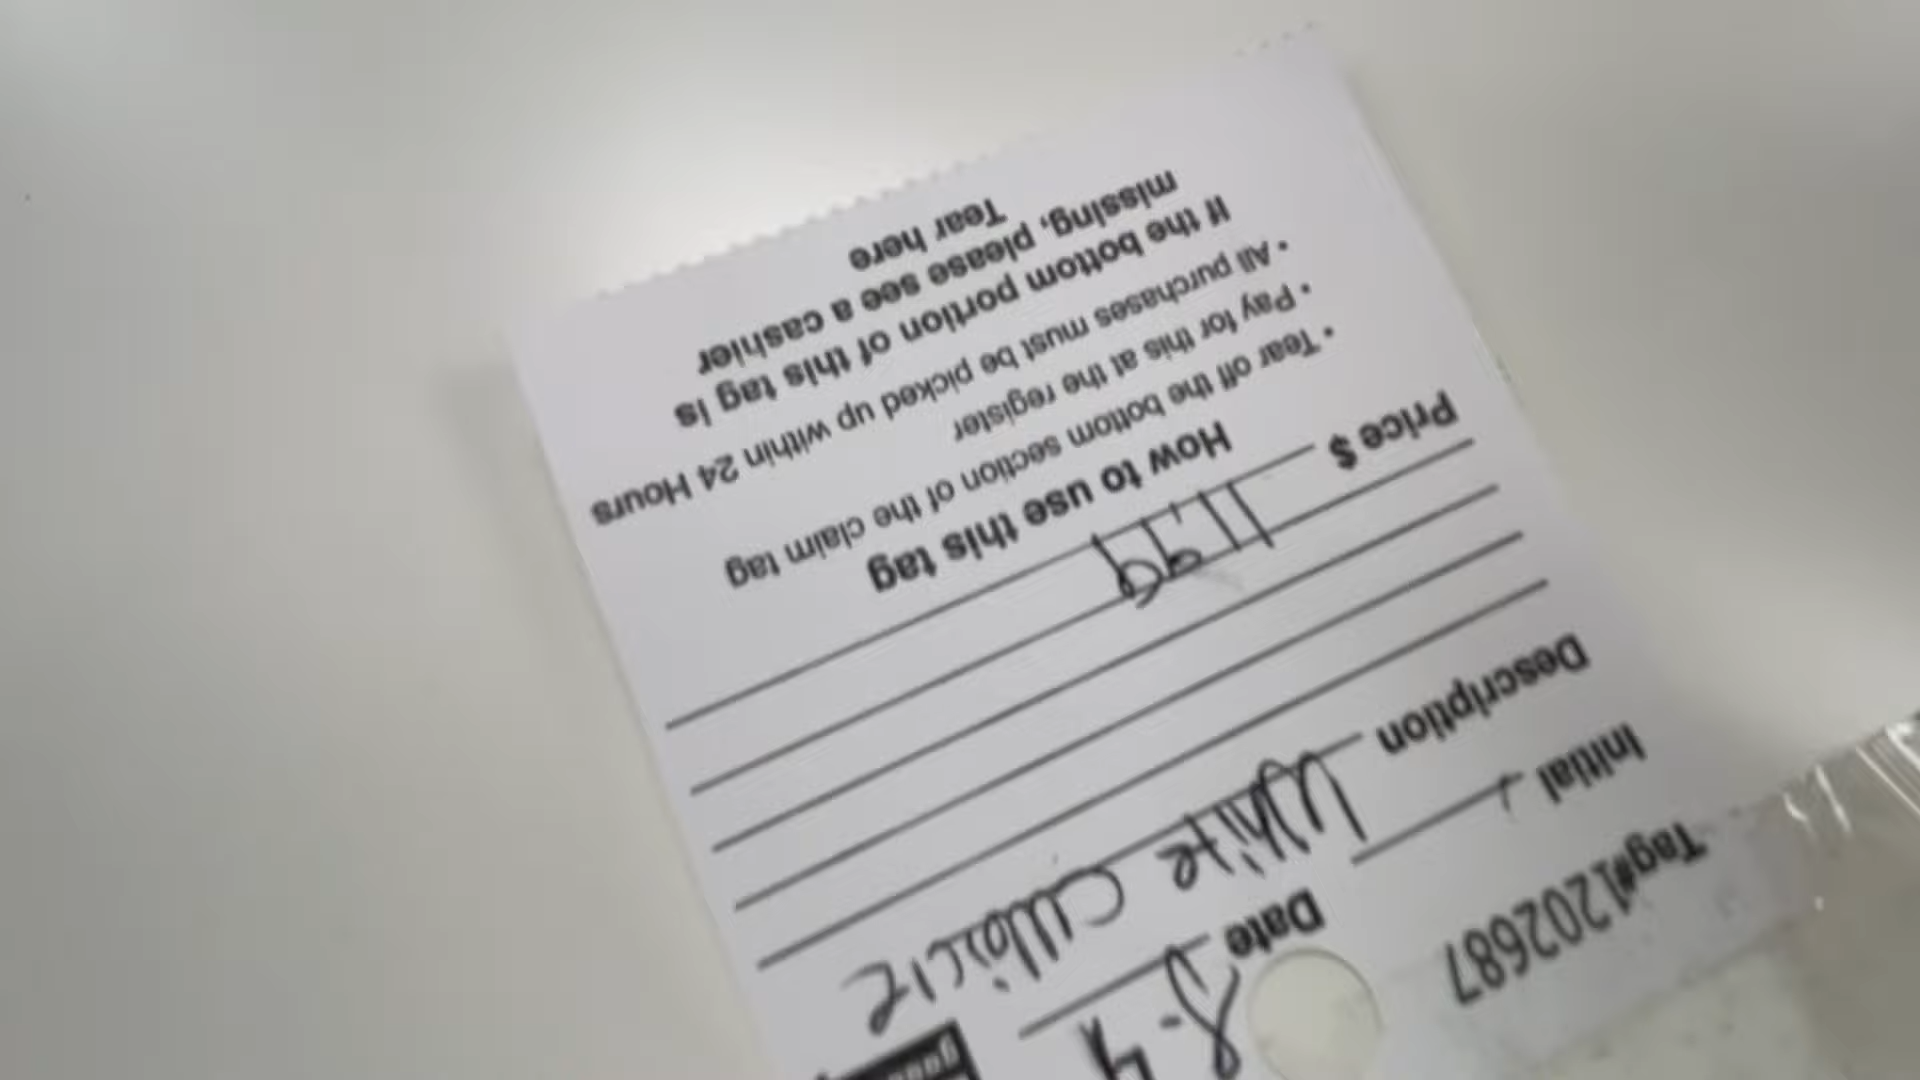 Tag#1202687
Initial
Date 8-4
Description White cubicle
Price $ 11.99
How to use this tag
• Tear off the bottom section of the claim tag
• Pay for this at the register
• All purchases must be picked up within 24 Hours
If the bottom portion of this tag is
missing, please see a cashier
Tear here